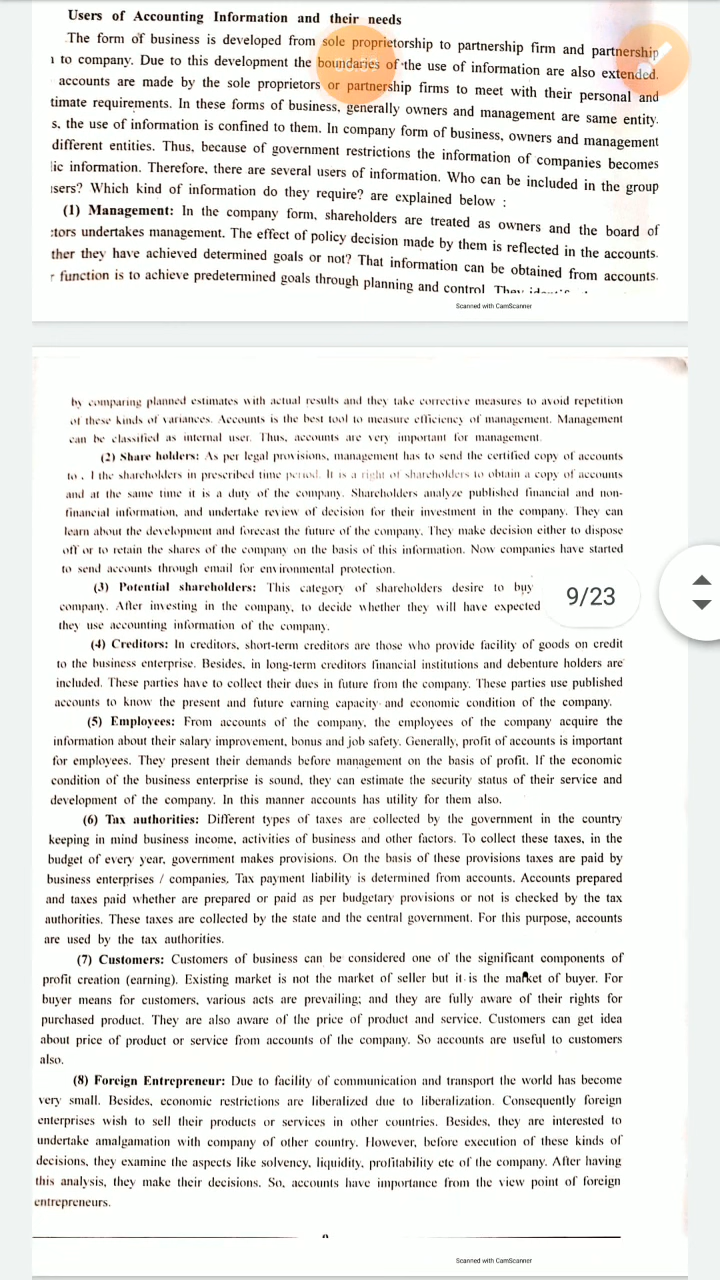 Users of Accounting Information and their needs
The form of business is developed from sole proprietorship to partnership firm and partnership
to company. Due to this development the boundaries of the use of information are also extended.
accounts are made by the sole proprietors or partnership firms to meet with their personal and
timate requirements. In these forms of business, generally owners and management are same entity.
s, the use of information is confined to them. In company form of business, owners and management
different entities. Thus, because of government restrictions the information of companies becomes
lic information. Therefore, there are several users of information. Who can be included in the group
sers? Which kind of information do they require? are explained below :
(1) Management: In the company form, shareholders are treated as owners and the board of
ctors undertakes management. The effect of policy decision made by them is reflected in the accounts.
ther they have achieved determined goals or not? That information can be obtained from accounts.
r function is to achieve predetermined goals through planning and control They
Scanned with CamScanner
by comparing planned estimates with actual results and they take corrective measures to avoid repetition
of these kinds of variances. Accounts is the best tool to measure efficiency of management. Management
can be classified as internal user. Thus, accounts are very important for management.
(2) Share holders: As per legal provisions, management has to send the certified copy of accounts
to the shareholders in prescribed time period. It is a right of shareholders to obtain a copy of accounts
and at the same time it is a duty of the company. Shareholders analyze published financial and non-
financial information, and undertake review of decision for their investment in the company. They can
learn about the development and forecast the future of the company. They make decision either to dispose
off or to retain the shares of the company on the basis of this information. Now companies have started
to send accounts through email for environmental protection.
(3) Potential shareholders: This category of shareholders desire to buy
company. After investing in the company, to decide whether they will have expected
they use accounting information of the company.
9/23
(4) Creditors: In creditors, short-term creditors are those who provide facility of goods on credit
to the business enterprise. Besides, in long-term creditors financial institutions and debenture holders are
included. These parties have to collect their dues in future from the company. These parties use published
accounts to know the present and future earning capacity and economic condition of the company.
(5) Employees: From accounts of the company, the employees of the company acquire the
information about their salary improvement, bonus and job safety. Generally, profit of accounts is important
for employees. They present their demands before management on the basis of profit. If the economic
condition of the business enterprise is sound, they can estimate the security status of their service and
development of the company. In this manner accounts has utility for them also.
(6) Tax authorities: Different types of taxes are collected by the government in the country
keeping in mind business income, activities of business and other factors. To collect these taxes, in the
budget of every year, government makes provisions. On the basis of these provisions taxes are paid by
business enterprises / companies, Tax payment liability is determined from accounts. Accounts prepared
and taxes paid whether are prepared or paid as per budgetary provisions or not is checked by the tax
authorities. These taxes are collected by the state and the central government. For this purpose, accounts
are used by the tax authorities.
(7) Customers: Customers of business can be considered one of the significant components of
profit creation (earning). Existing market is not the market of seller but it is the market of buyer. For
buyer means for customers, various acts are prevailing; and they are fully aware of their rights for
purchased product. They are also aware of the price of product and service. Customers can get idea
about price of product or service from accounts of the company. So accounts are useful to customers
also.
(8) Foreign Entrepreneur: Due to facility of communication and transport the world has become
very small. Besides, economic restrictions are liberalized due to liberalization. Consequently foreign
enterprises wish to sell their products or services in other countries. Besides, they are interested to
undertake amalgamation with company of other country. However, before execution of these kinds of
decisions, they examine the aspects like solvency, liquidity, profitability etc of the company. After having
this analysis, they make their decisions. So, accounts have importance from the view point of foreign
entrepreneurs.
Scanned with CamScanner